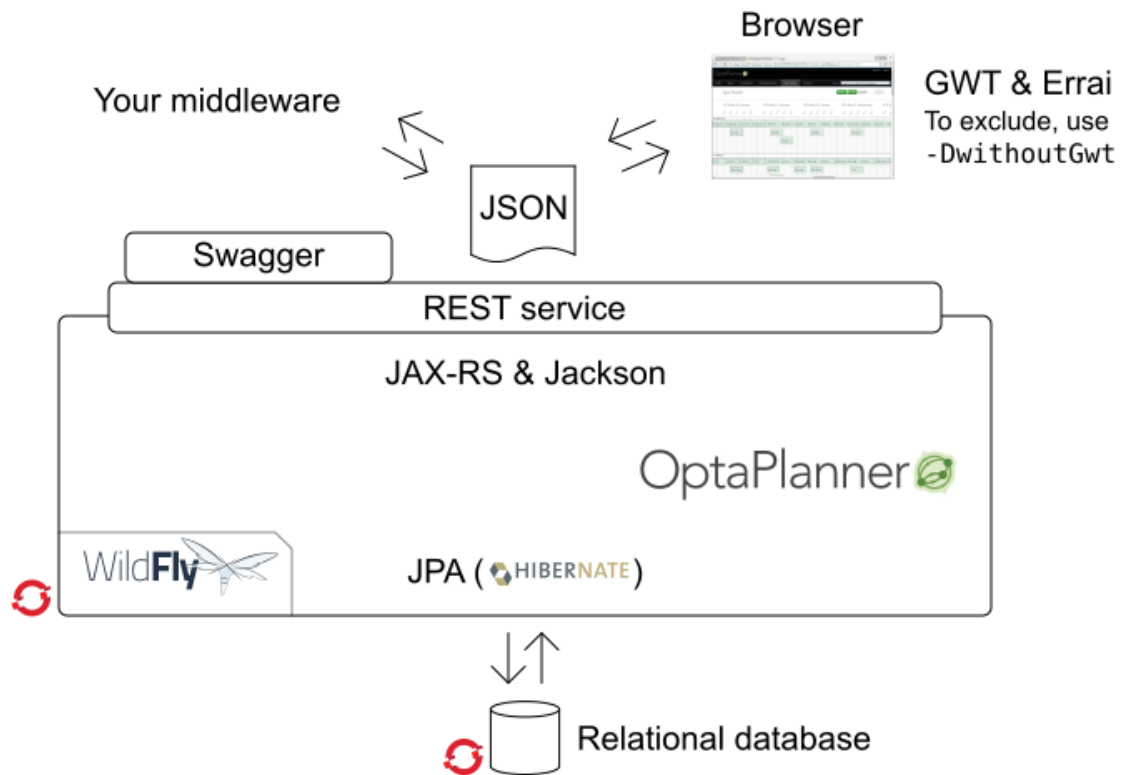 Browser
Your middleware
GWT & Errai
To exclude, use
-DwithoutGwt
JSON
Swagger
REST service
JAX-RS & Jackson
OptaPlanner
WildFly
JPA ( HIBERNATE )
Relational database